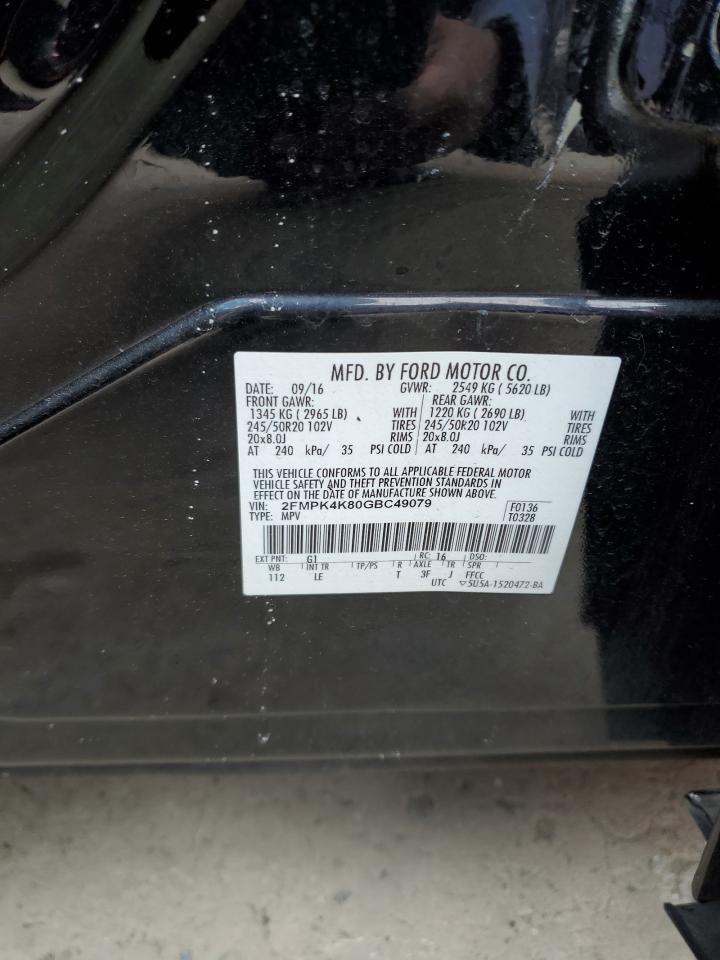 MFD. BY FORD MOTOR CO.
DATE: 09/16 GVWR: 2549 KG ( 5620 LB)
FRONT GAWR: REAR GAWR:
1345 KG ( 2965 LB) WITH 1220 KG ( 2690 LB) WITH
245/50R20 102V TIRES 245/50R20 102V TIRES
20x8.0J RIMS 20x8.0J RIMS
AT 240 kPa/ 35 PSI COLD AT 240 kPa/ 35 PSI COLD
THIS VEHICLE CONFORMS TO ALL APPLICABLE FEDERAL MOTOR
VEHICLE SAFETY AND THEFT PREVENTION STANDARDS IN
EFFECT ON THE DATE OF MANUFACTURE SHOWN ABOVE.
VIN: 2FMPK4K80GBC49079 F0136
TYPE: MPV T0328
EXT PNT: G1 RC: 16 DSO:
WB INT TR TP/PS R AXLE TR SPR
112 LE T 3F J FFCC
UTC ▽5U5A-1520472-BA